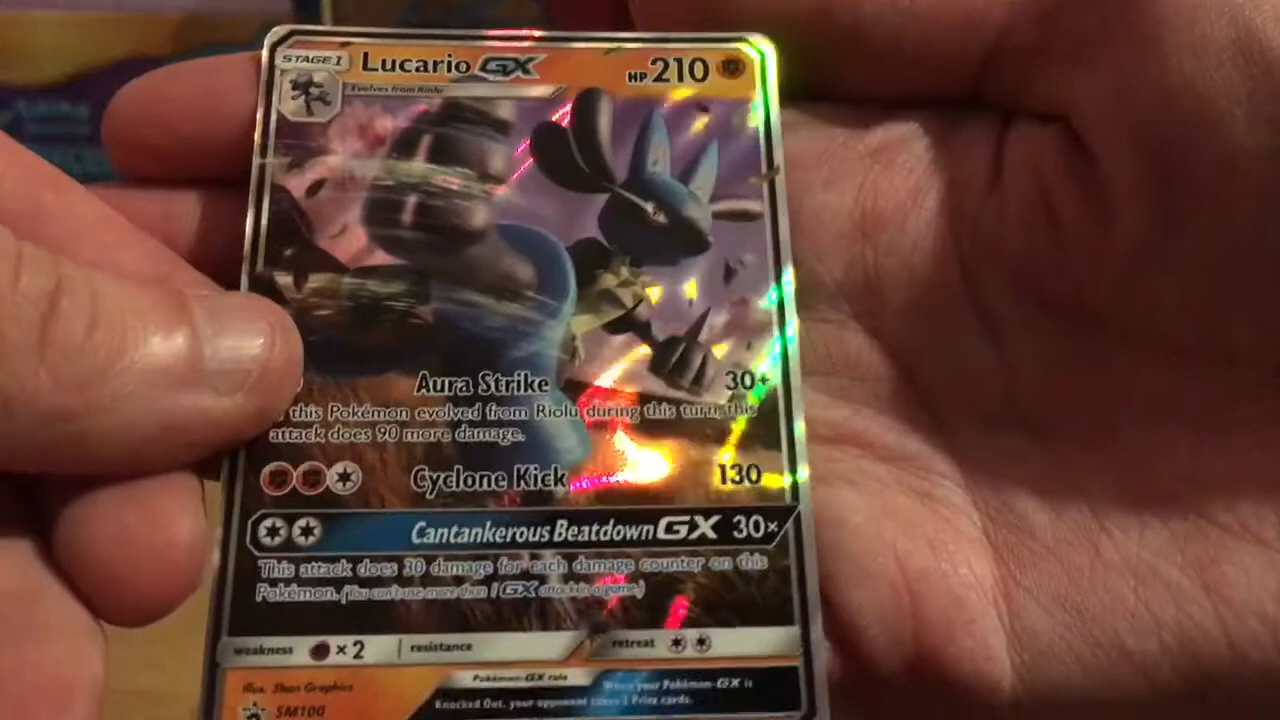 STAGE 1 Lucario GX HP 210
Evolves from Riolu
Aura Strike 30+
this Pokémon evolved from Riolu during this turn, this
attack does 90 more damage.
Cyclone Kick 130
Cantankerous Beatdown GX 30×
This attack does 30 damage for each damage counter on this
Pokémon. (You can't use more than 1 GX attack in a game.)
weakness × 2 resistance retreat
Illus. Shan Graphics
Pokémon-GX rule
When your Pokémon-GX is
Knocked Out, your opponent takes 2 Prize cards.
SM100